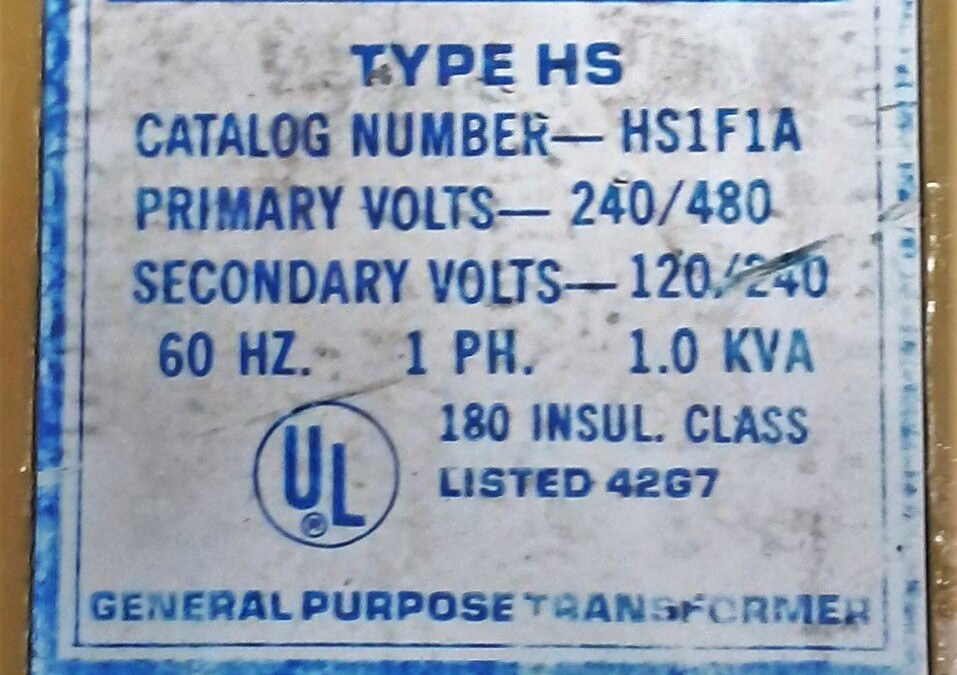 TYPE HS
CATALOG NUMBER— HS1F1A
PRIMARY VOLTS— 240/480
SECONDARY VOLTS— 120/240
60 HZ. 1 PH. 1.0 KVA
180 INSUL. CLASS
UL®
LISTED 42G7
GENERAL PURPOSE TRANSFORMER